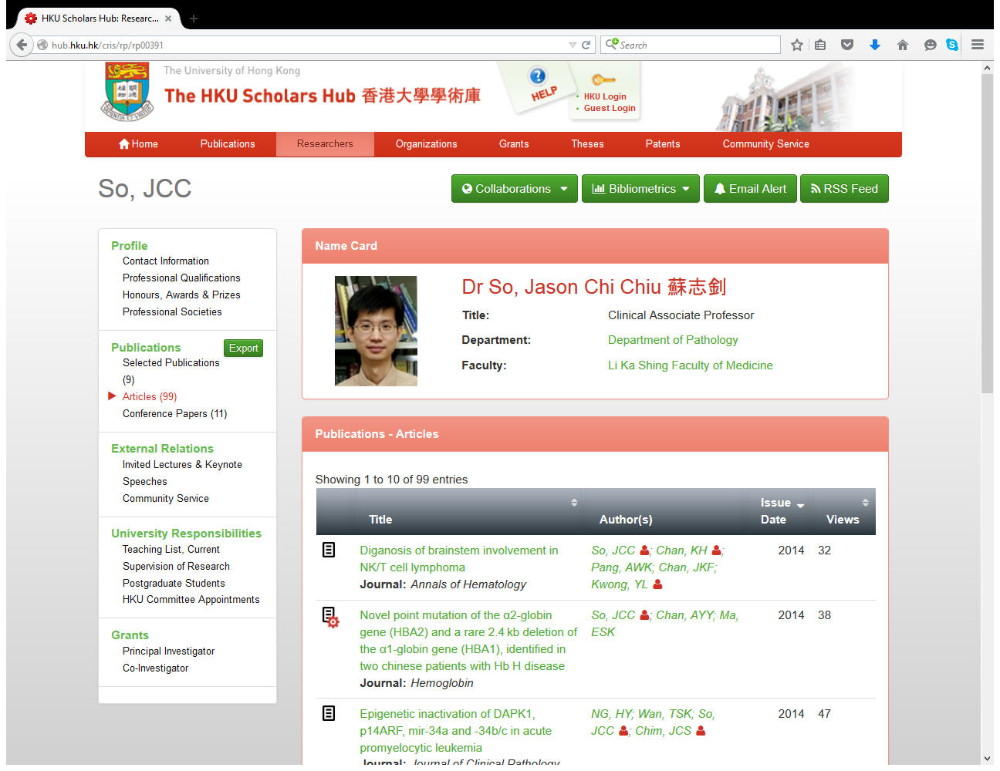 HKU Scholars Hub: Researc...
hub.hku.hk/cris/rp/rp00391
Search
The University of Hong Kong
The HKU Scholars Hub 香港大學學術庫
HELP
HKU Login
Guest Login
Home Publications Researchers Organizations Grants Theses Patents Community Service
So, JCC
Collaborations Bibliometrics Email Alert RSS Feed
Profile
Contact Information
Professional Qualifications
Honours, Awards & Prizes
Professional Societies
Publications Export
Selected Publications
(9)
Articles (99)
Conference Papers (11)
External Relations
Invited Lectures & Keynote
Speeches
Community Service
University Responsibilities
Teaching List, Current
Supervision of Research
Postgraduate Students
HKU Committee Appointments
Grants
Principal Investigator
Co-Investigator
Name Card
Dr So, Jason Chi Chiu 蘇志釗
Title: Clinical Associate Professor
Department: Department of Pathology
Faculty: Li Ka Shing Faculty of Medicine
Publications - Articles
Showing 1 to 10 of 99 entries
Title Author(s) Issue Date Views
Diganosis of brainstem involvement in
NK/T cell lymphoma
Journal: Annals of Hematology
So, JCC ; Chan, KH ;
Pang, AWK; Chan, JKF;
Kwong, YL
2014 32
Novel point mutation of the α2-globin
gene (HBA2) and a rare 2.4 kb deletion of
the α1-globin gene (HBA1), identified in
two chinese patients with Hb H disease
Journal: Hemoglobin
So, JCC ; Chan, AYY; Ma,
ESK
2014 38
Epigenetic inactivation of DAPK1,
p14ARF, mir-34a and -34b/c in acute
promyelocytic leukemia
Journal: Journal of Clinical Pathology
NG, HY; Wan, TSK; So,
JCC ; Chim, JCS
2014 47